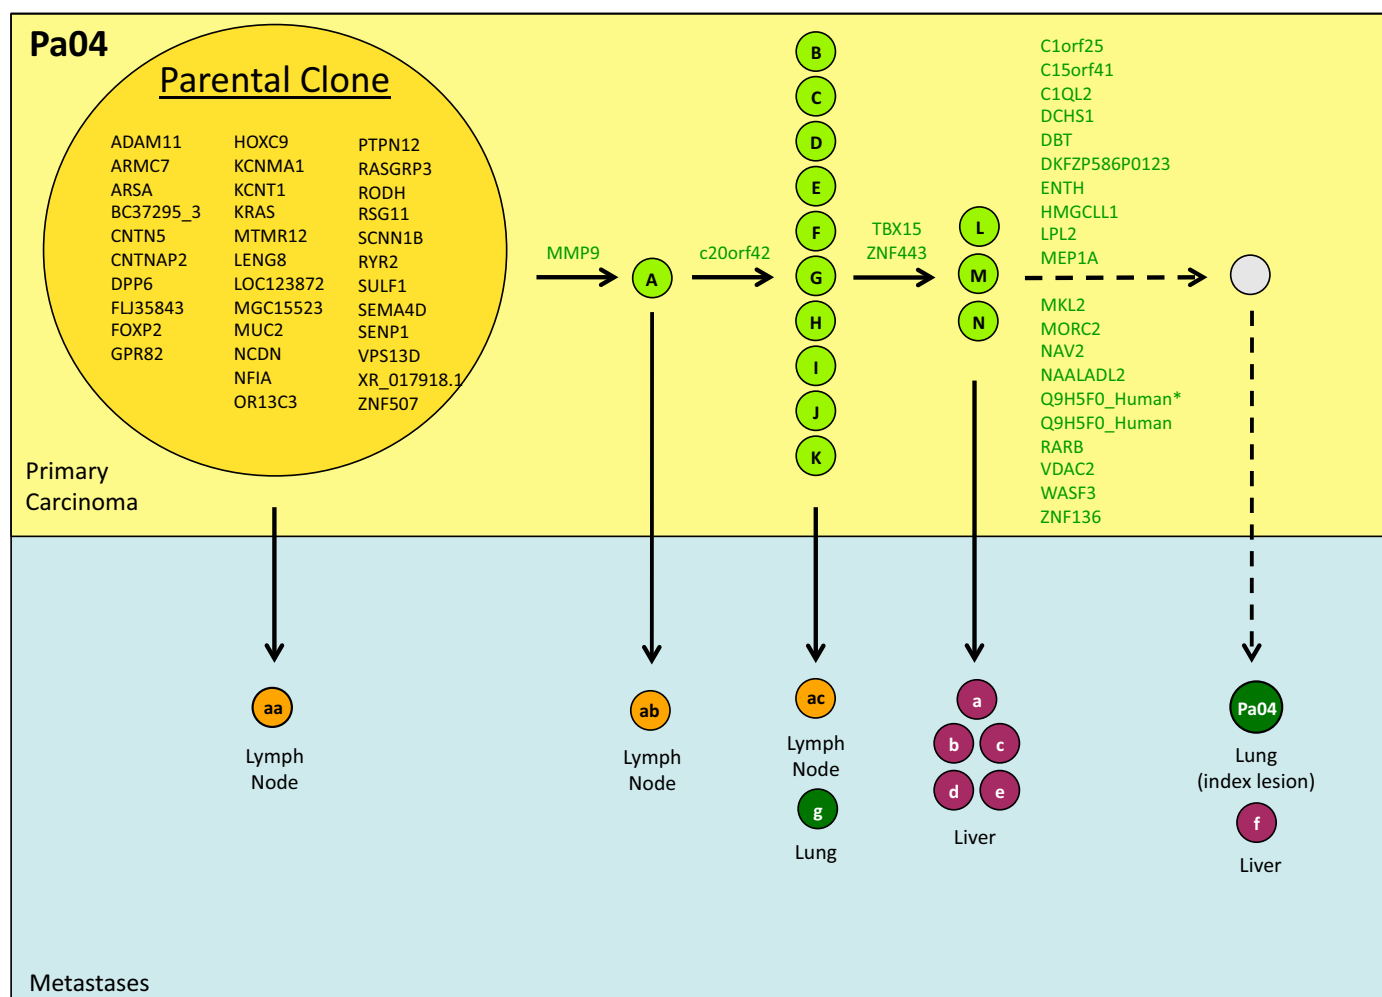 Pa04
Parental Clone
ADAM11
ARMC7
ARSA
BC37295_3
CNTN5
CNTNAP2
DPP6
FLJ35843
FOXP2
GPR82
HOXC9
KCNMA1
KCNT1
KRAS
MTMR12
LENG8
LOC123872
MGC15523
MUC2
NCDN
NFIA
OR13C3
PTPN12
RASGRP3
RODH
RSG11
SCNN1B
RYR2
SULF1
SEMA4D
SENP1
VPS13D
XR_017918.1
ZNF507
MMP9
A
c20orf42
B
C
D
E
F
G
H
I
J
K
TBX15
ZNF443
L
M
N
C1orf25
C15orf41
C1QL2
DCHS1
DBT
DKFZP586P0123
ENTH
HMGCLL1
LPL2
MEP1A
MKL2
MORC2
NAV2
NAALADL2
Q9H5F0_Human*
Q9H5F0_Human
RARB
VDAC2
WASF3
ZNF136
Primary
Carcinoma
aa
Lymph
Node
ab
Lymph
Node
ac
Lymph
Node
g
Lung
a
b c
d e
Liver
Pa04
Lung
(index lesion)
f
Liver
Metastases